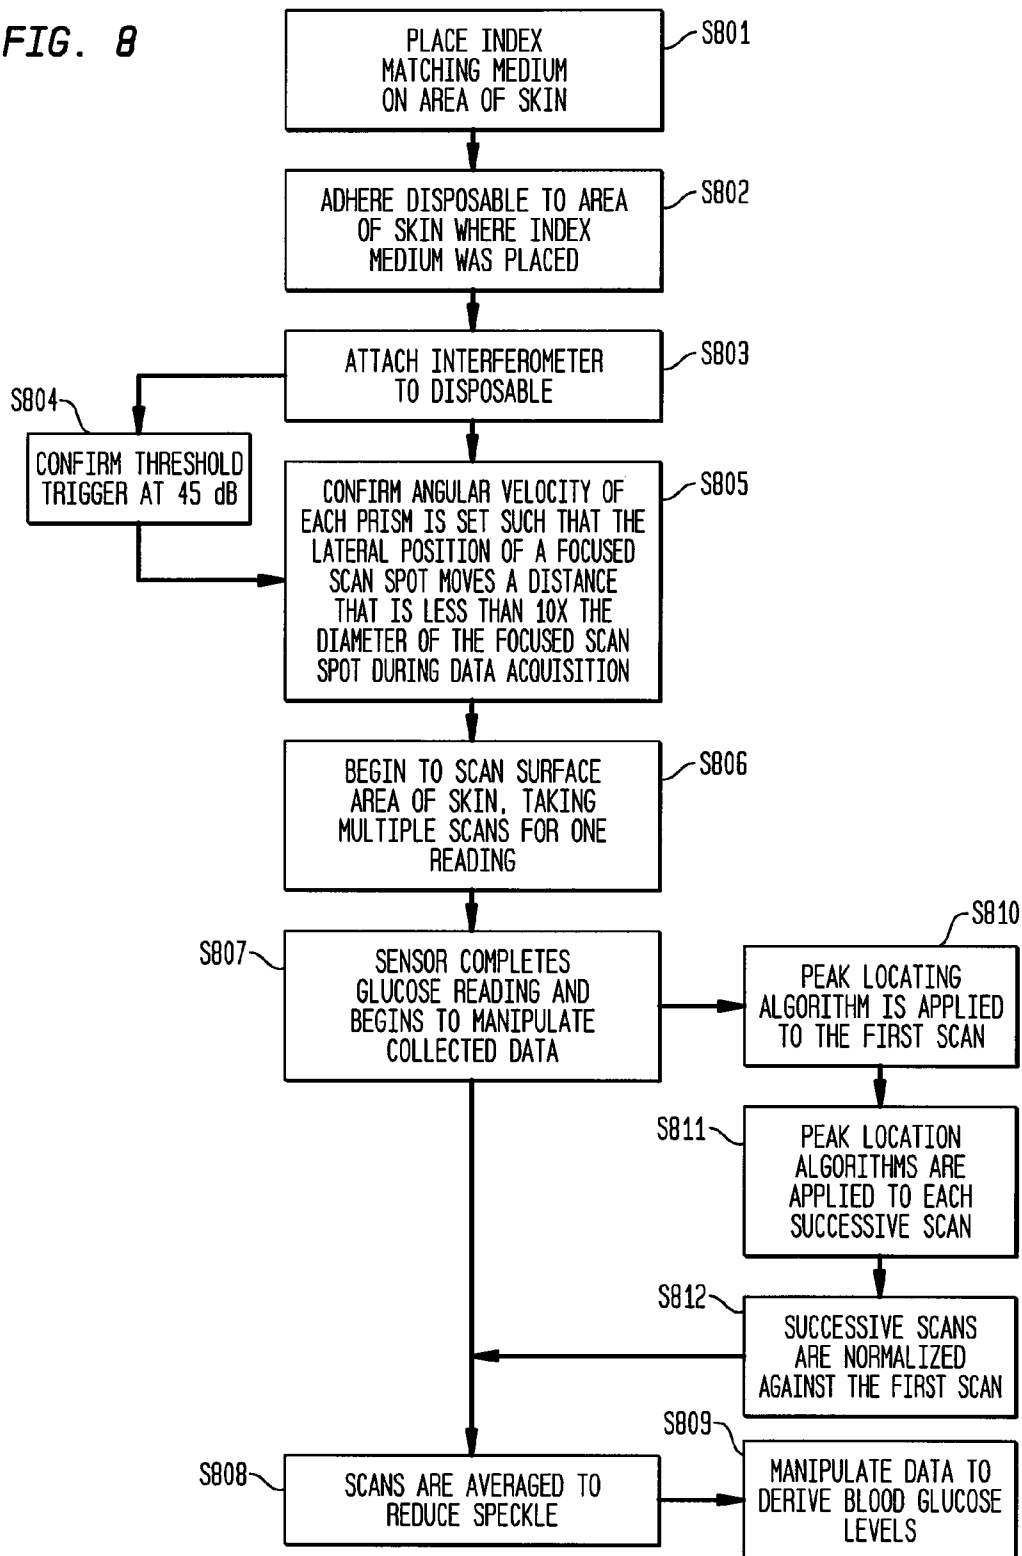 FIG. 8
PLACE INDEX
MATCHING MEDIUM
ON AREA OF SKIN
S801
ADHERE DISPOSABLE TO AREA
OF SKIN WHERE INDEX
MEDIUM WAS PLACED
S802
ATTACH INTERFEROMETER
TO DISPOSABLE
S803
S804
CONFIRM THRESHOLD
TRIGGER AT 45 dB
CONFIRM ANGULAR VELOCITY OF
EACH PRISM IS SET SUCH THAT THE
LATERAL POSITION OF A FOCUSED
SCAN SPOT MOVES A DISTANCE
THAT IS LESS THAN 10X THE
DIAMETER OF THE FOCUSED SCAN
SPOT DURING DATA ACQUISITION
S805
BEGIN TO SCAN SURFACE
AREA OF SKIN, TAKING
MULTIPLE SCANS FOR ONE
READING
S806
S807
SENSOR COMPLETES
GLUCOSE READING AND
BEGINS TO MANIPULATE
COLLECTED DATA
S810
PEAK LOCATING
ALGORITHM IS APPLIED
TO THE FIRST SCAN
S811
PEAK LOCATION
ALGORITHMS ARE
APPLIED TO EACH
SUCCESSIVE SCAN
S812
SUCCESSIVE SCANS
ARE NORMALIZED
AGAINST THE FIRST SCAN
S808
SCANS ARE AVERAGED TO
REDUCE SPECKLE
S809
MANIPULATE DATA TO
DERIVE BLOOD GLUCOSE
LEVELS